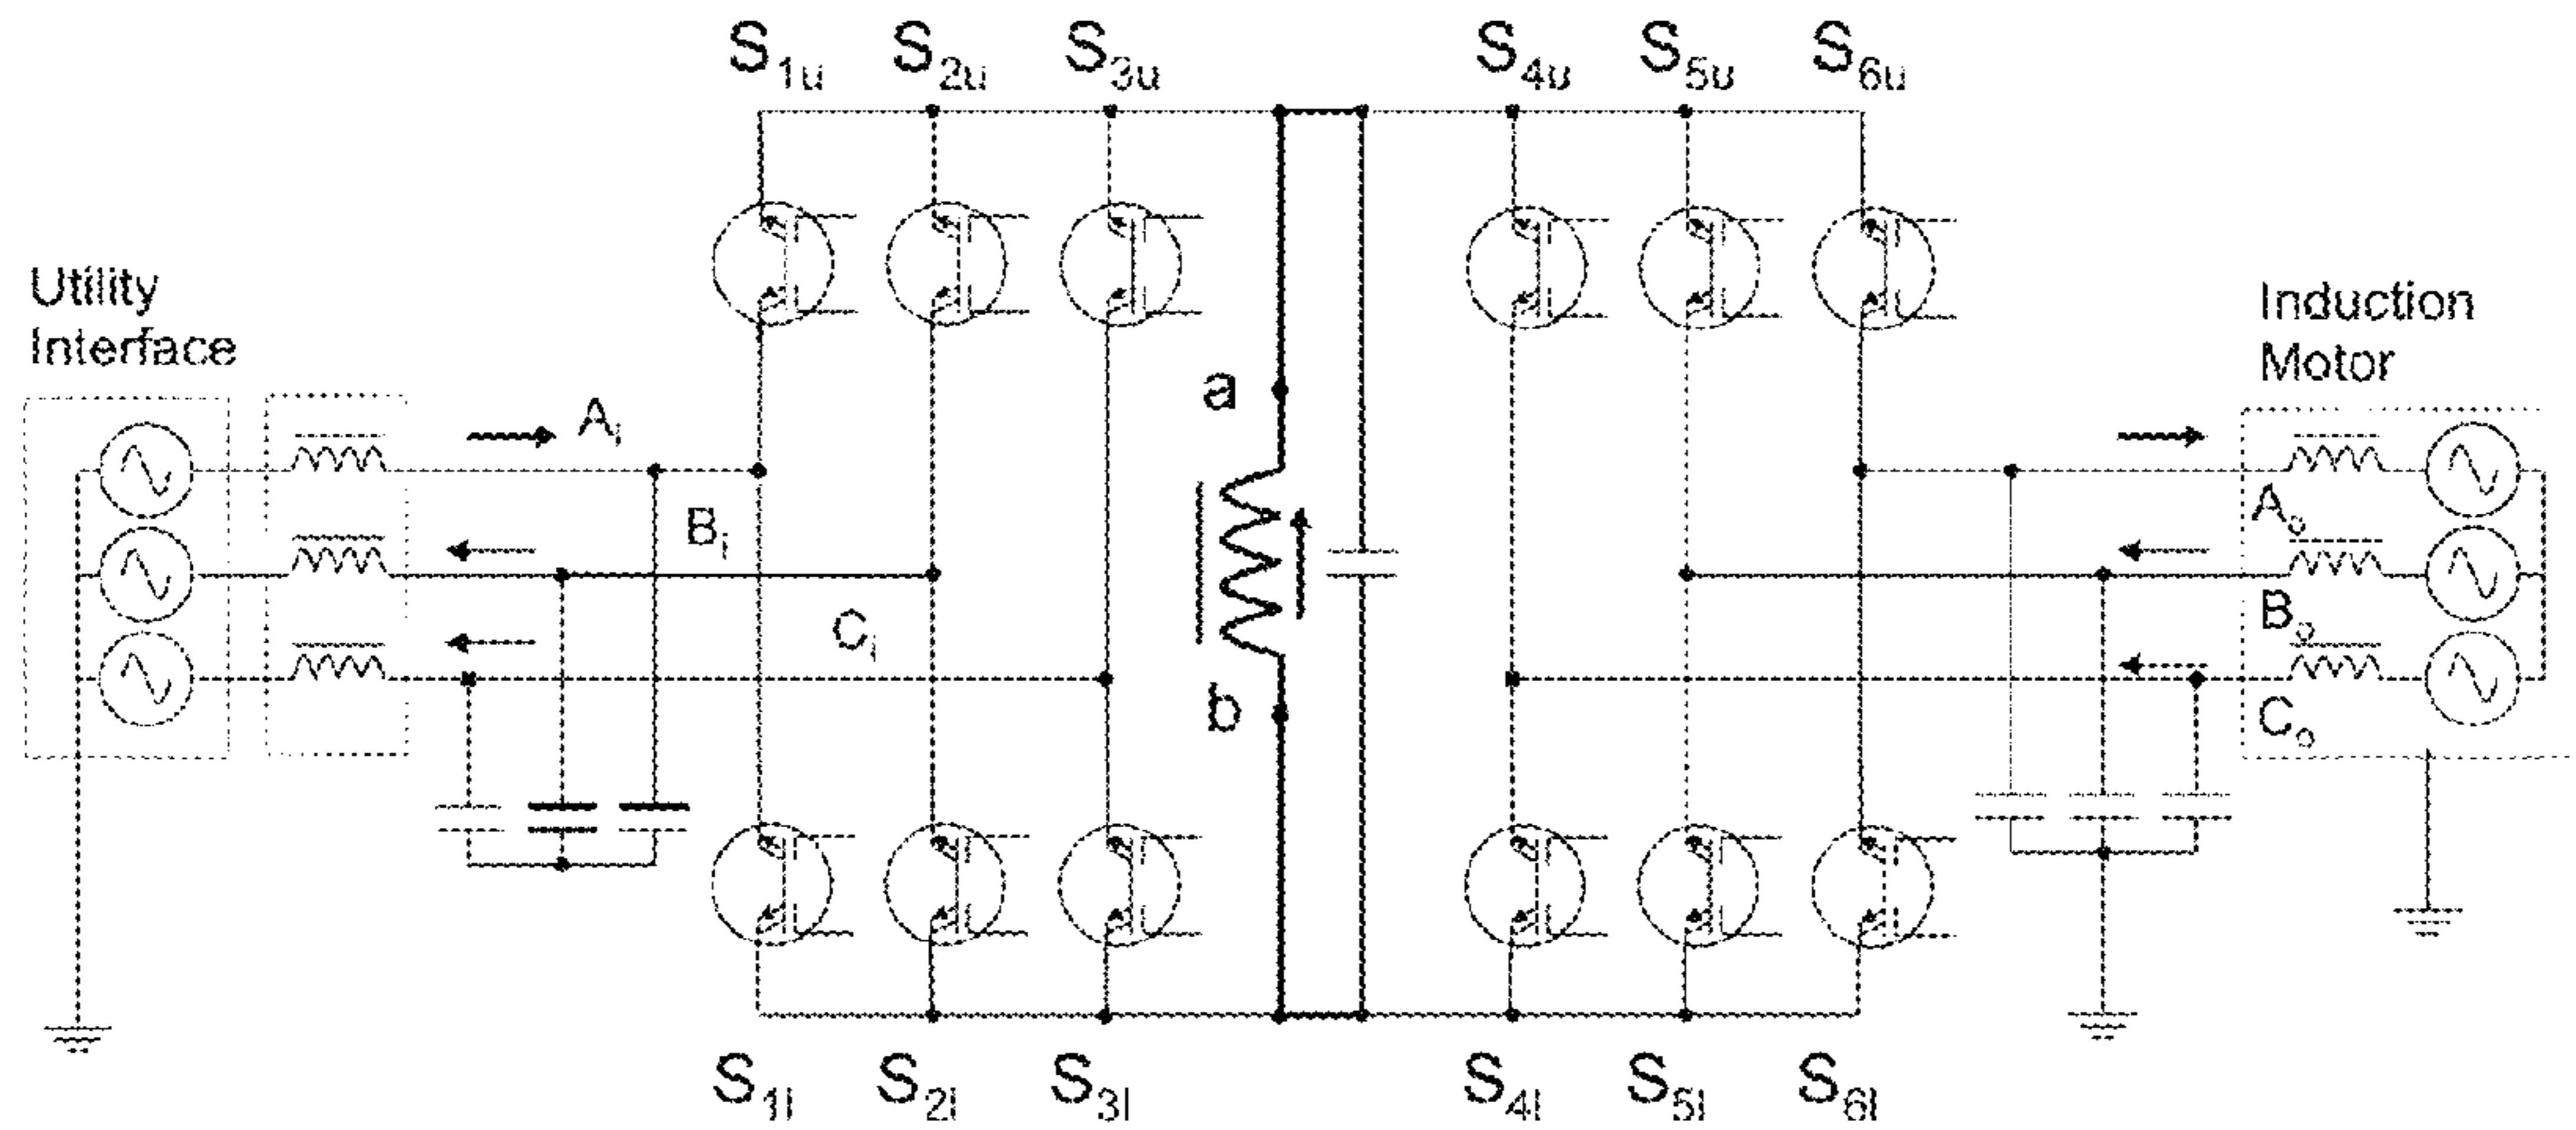 S1u S2u S3u S4u S5u S6u
Utility
Interface
Induction
Motor
a
Ai
Bi
Ao
Ci
Bo
b
Co
S1l S2l S3l S4l S5l S6l